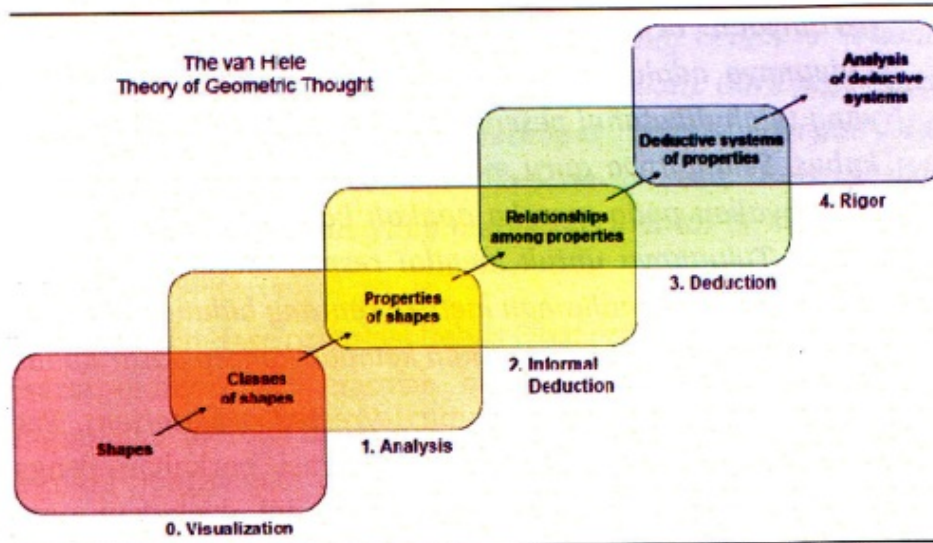 The van Hiele
Theory of Geometric Thought
Analysis
of deductive
systems
Deductive systems
of properties
4. Rigor
Relationships
among properties
3. Deduction
Properties
of shapes
2. Informal
Deduction
Classes
of shapes
1. Analysis
Shapes
0. Visualization